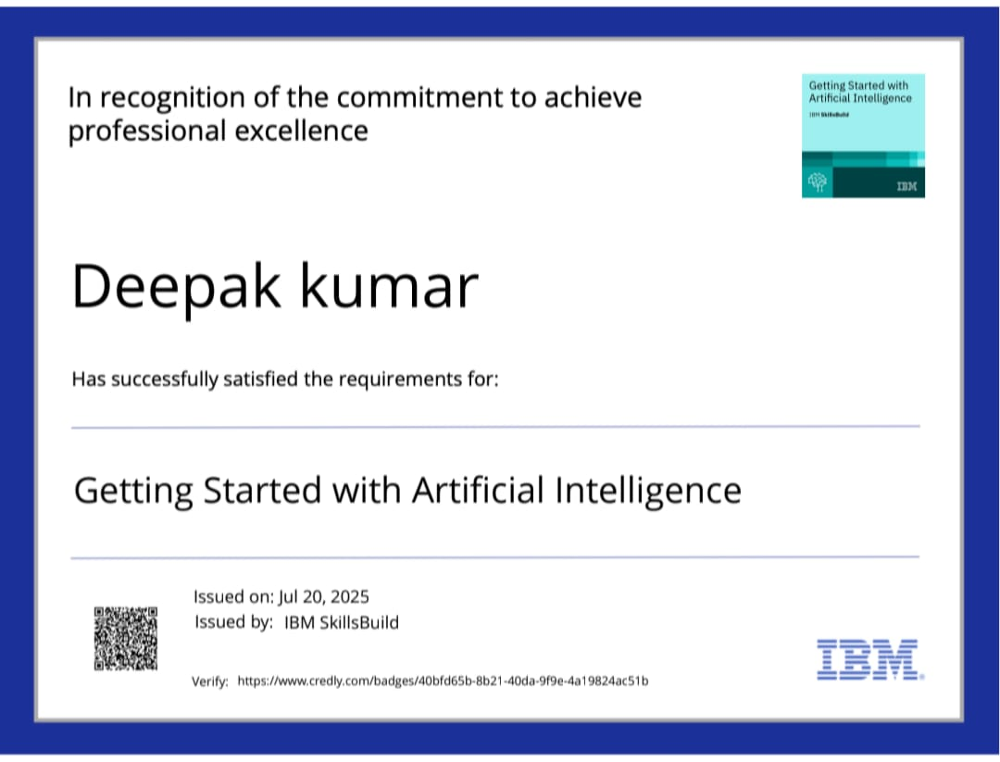 In recognition of the commitment to achieve
professional excellence
Getting Started with
Artificial Intelligence
IBM SkillsBuild
IBM
Deepak kumar
Has successfully satisfied the requirements for:
Getting Started with Artificial Intelligence
Issued on: Jul 20, 2025
Issued by: IBM SkillsBuild
Verify: https://www.credly.com/badges/40bfd65b-8b21-40da-9f9e-4a19824ac51b
IBM